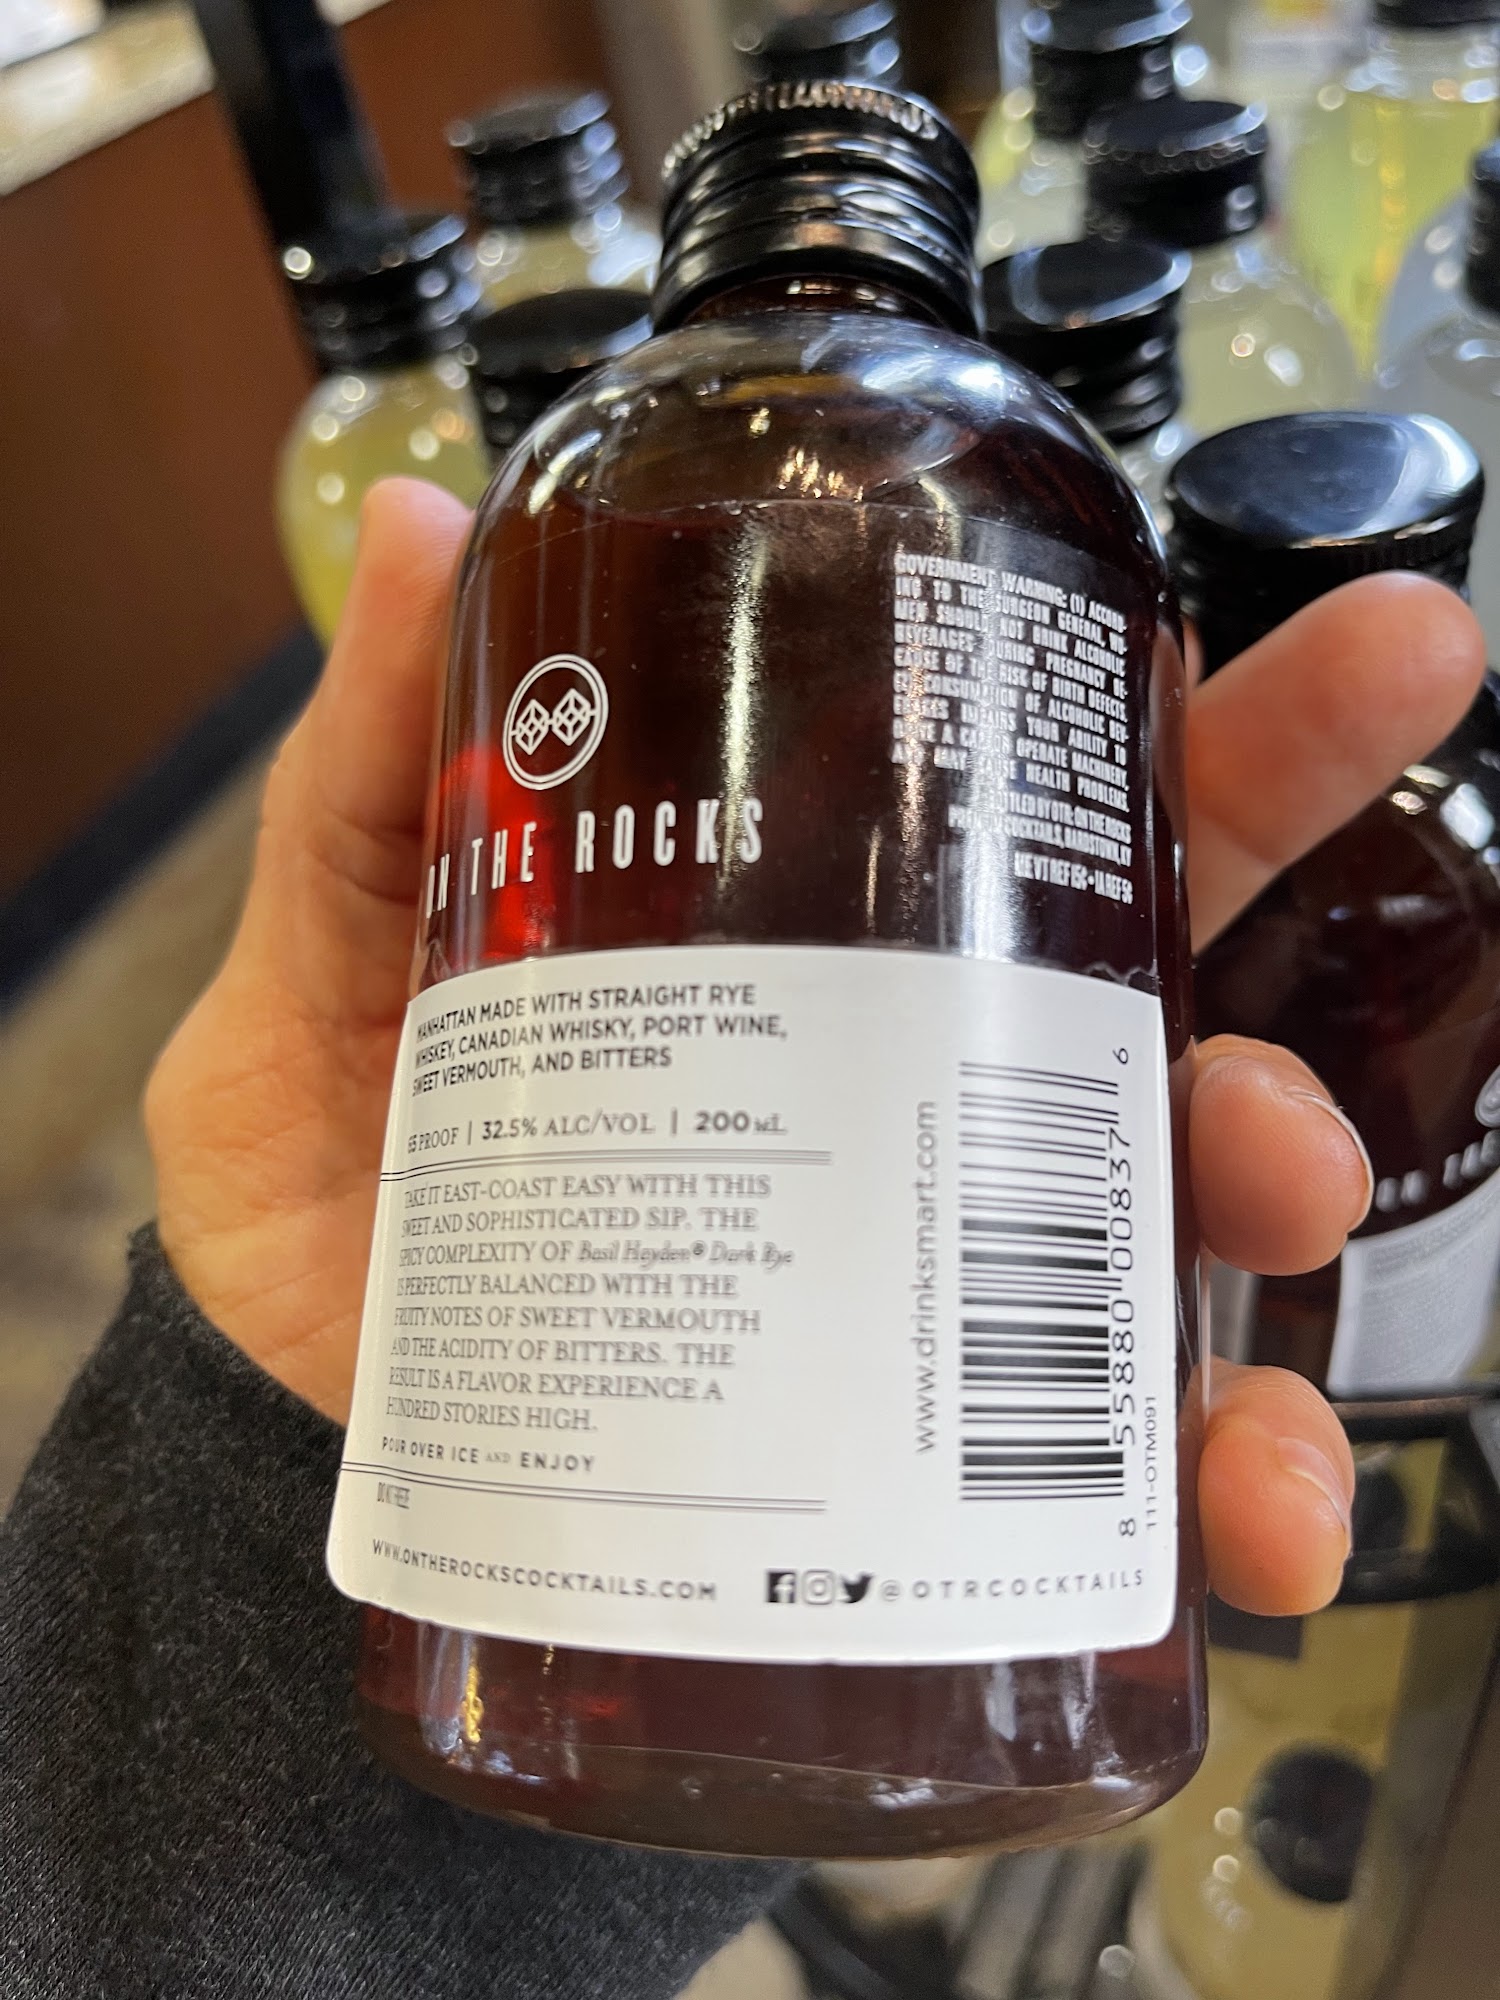 GOVERNMENT WARNING: (1) ACCORD-
ING TO THE SURGEON GENERAL, WO-
MEN SHOULD NOT DRINK ALCOHOLIC
BEVERAGES DURING PREGNANCY BE-
CAUSE OF THE RISK OF BIRTH DEFECTS.
(2) CONSUMPTION OF ALCOHOLIC BEV-
ERAGES IMPAIRS YOUR ABILITY TO
DRIVE A CAR OR OPERATE MACHINERY,
AND MAY CAUSE HEALTH PROBLEMS.
BOTTLED BY OTR: ON THE ROCKS
COCKTAILS, BARDSTOWN, KY
ME VT REF 15¢ • IA REF 5¢
ON THE ROCKS
MANHATTAN MADE WITH STRAIGHT RYE
WHISKEY, CANADIAN WHISKY, PORT WINE,
SWEET VERMOUTH, AND BITTERS
65 PROOF | 32.5% ALC/VOL | 200 mL
TAKE IT EAST-COAST EASY WITH THIS
SWEET AND SOPHISTICATED SIP. THE
SPICY COMPLEXITY OF Basil Hayden® Dark Rye
IS PERFECTLY BALANCED WITH THE
FRUITY NOTES OF SWEET VERMOUTH
AND THE ACIDITY OF BITTERS. THE
RESULT IS A FLAVOR EXPERIENCE A
HUNDRED STORIES HIGH.
POUR OVER ICE AND ENJOY
WWW.ONTHEROCKSCOCKTAILS.COM
@OTRCOCKTAILS
www.drinksmart.com
8 55880 00837 6
111-OTM091